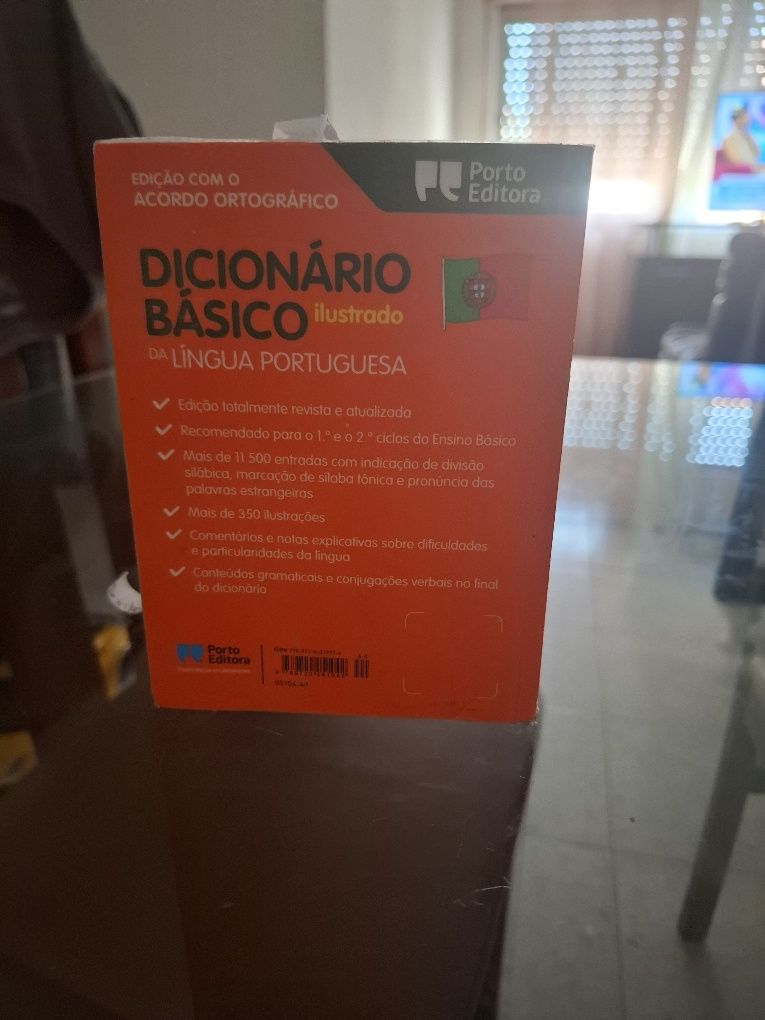 EDIÇÃO COM O
ACORDO ORTOGRÁFICO
Porto
Editora
DICIONÁRIO
BÁSICO ilustrado
DA LÍNGUA PORTUGUESA
Edição totalmente revista e atualizada
Recomendado para o 1.º e o 2.º ciclos do Ensino Básico
Mais de 11 500 entradas com indicação de divisão
silábica, marcação de sílaba tónica e pronúncia das
palavras estrangeiras
Mais de 350 ilustrações
Comentários e notas explicativas sobre dificuldades
e particularidades da língua
Conteúdos gramaticais e conjugações verbais no final
do dicionário
Porto
Editora
ISBN